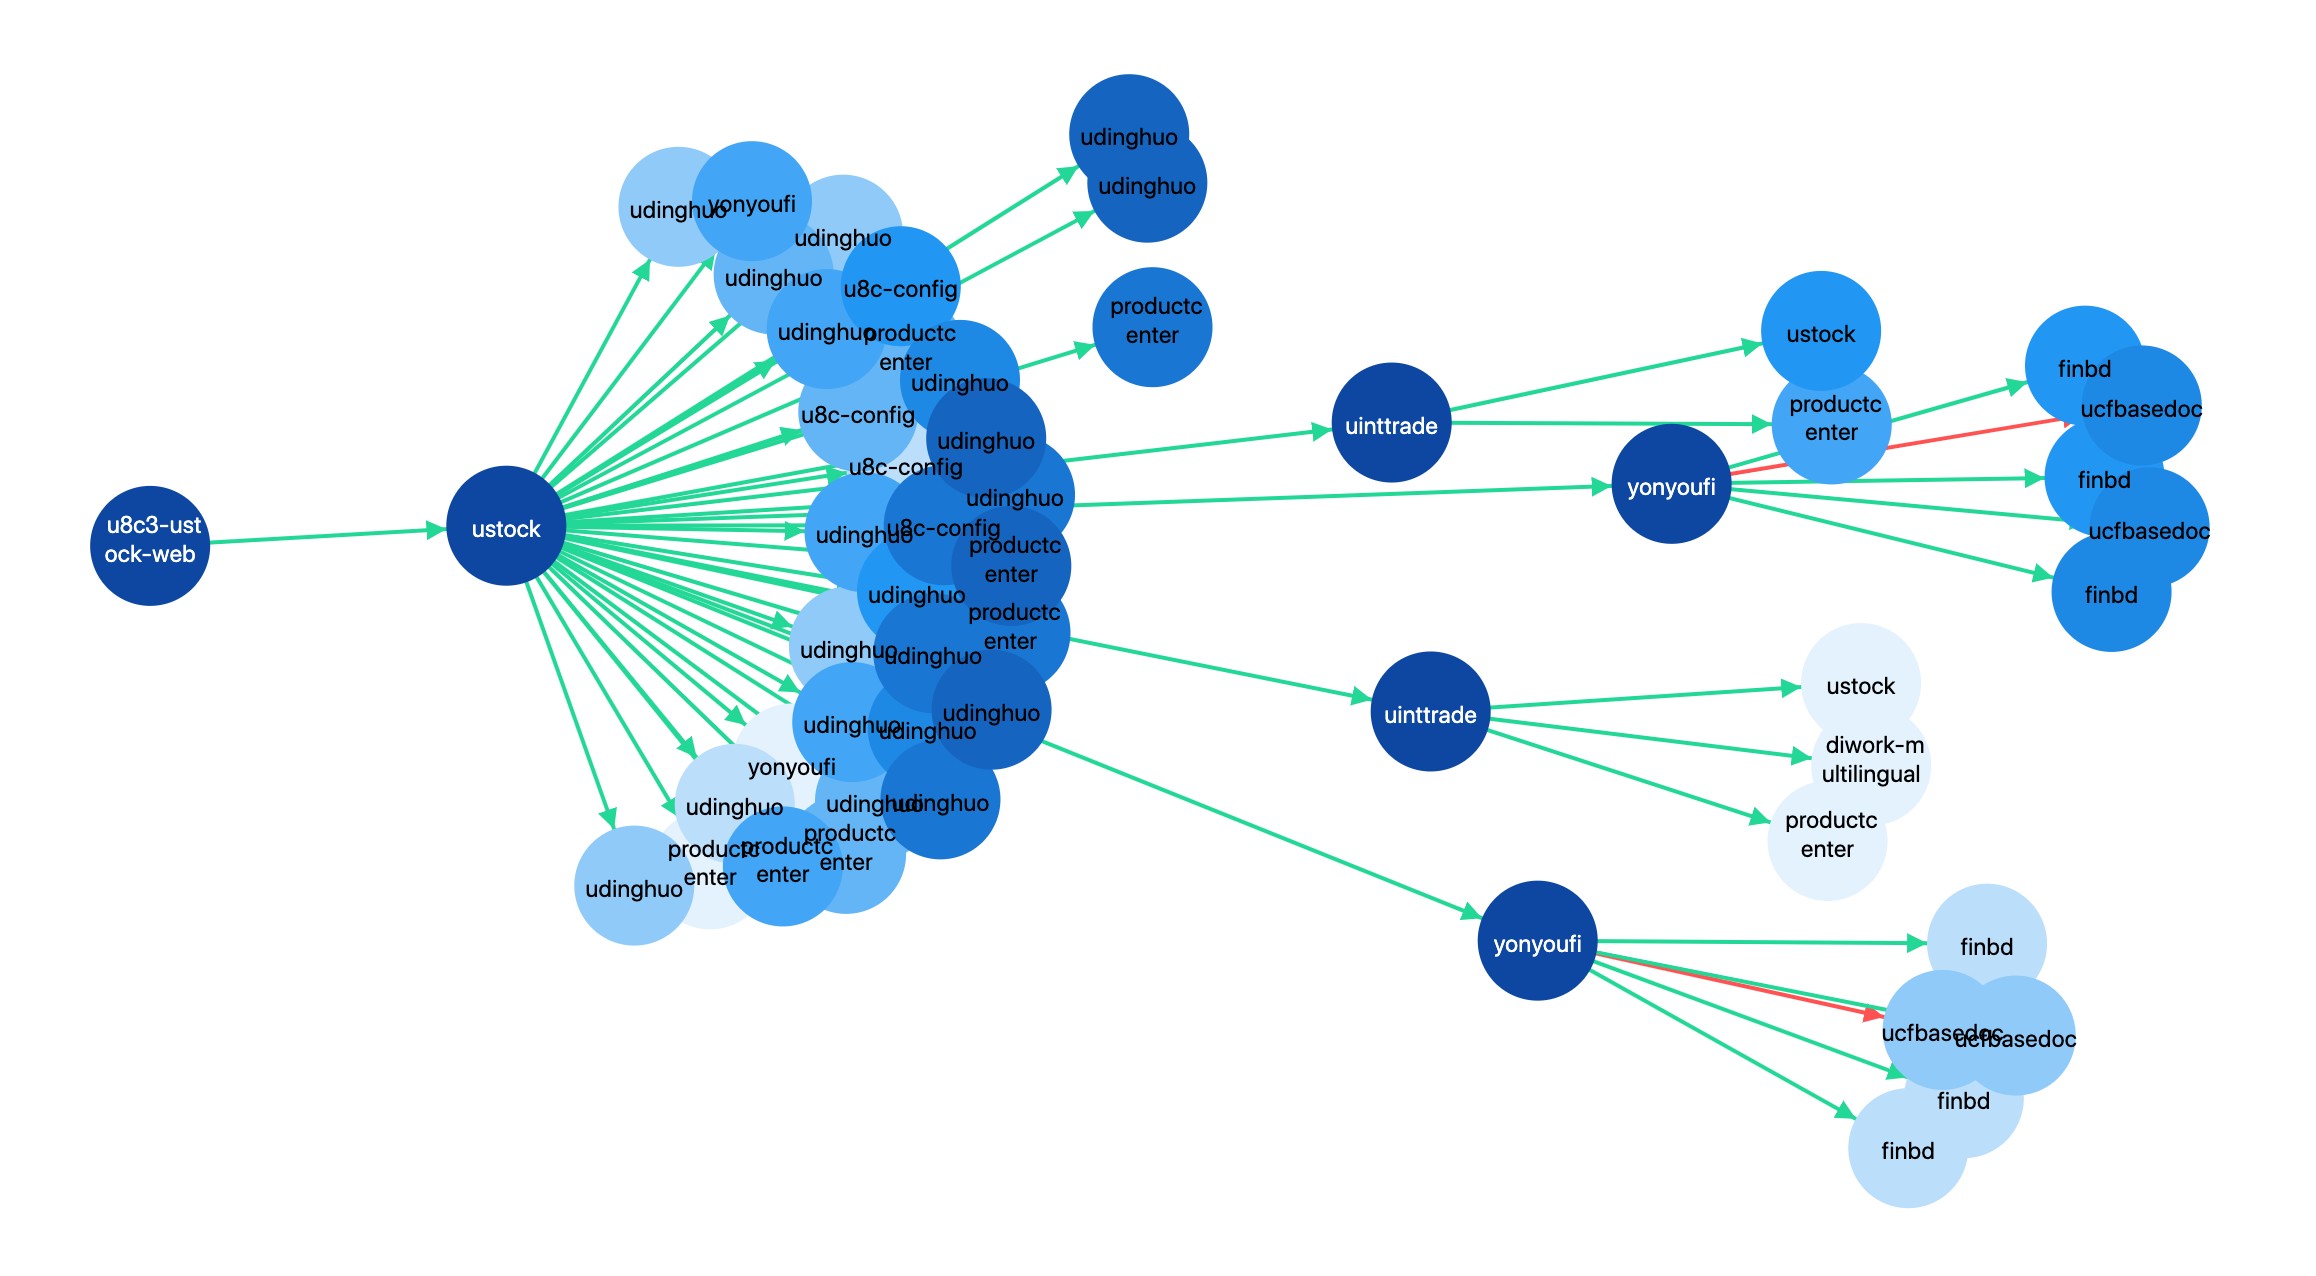 u8c3-ust
ock-web
ustock
udinghuo
yonyoufi
udinghuo
udinghuo
u8c-config
udinghuo
productc
enter
udinghuo
u8c-config
udinghuo
u8c-config
udinghuo
u8c-config
udinghuo
productc
enter
udinghuo
productc
enter
udinghuo
udinghuo
udinghuo
udinghuo
udinghuo
yonyoufi
udinghuo
udinghuo
udinghuo
productc
enter
productc
enter
productc
enter
udinghuo
udinghuo
udinghuo
productc
enter
uinttrade
ustock
productc
enter
yonyoufi
finbd
ucfbasedoc
finbd
ucfbasedoc
finbd
uinttrade
ustock
diwork-m
ultilingual
productc
enter
yonyoufi
finbd
ucfbasedoc
ucfbasedoc
finbd
finbd